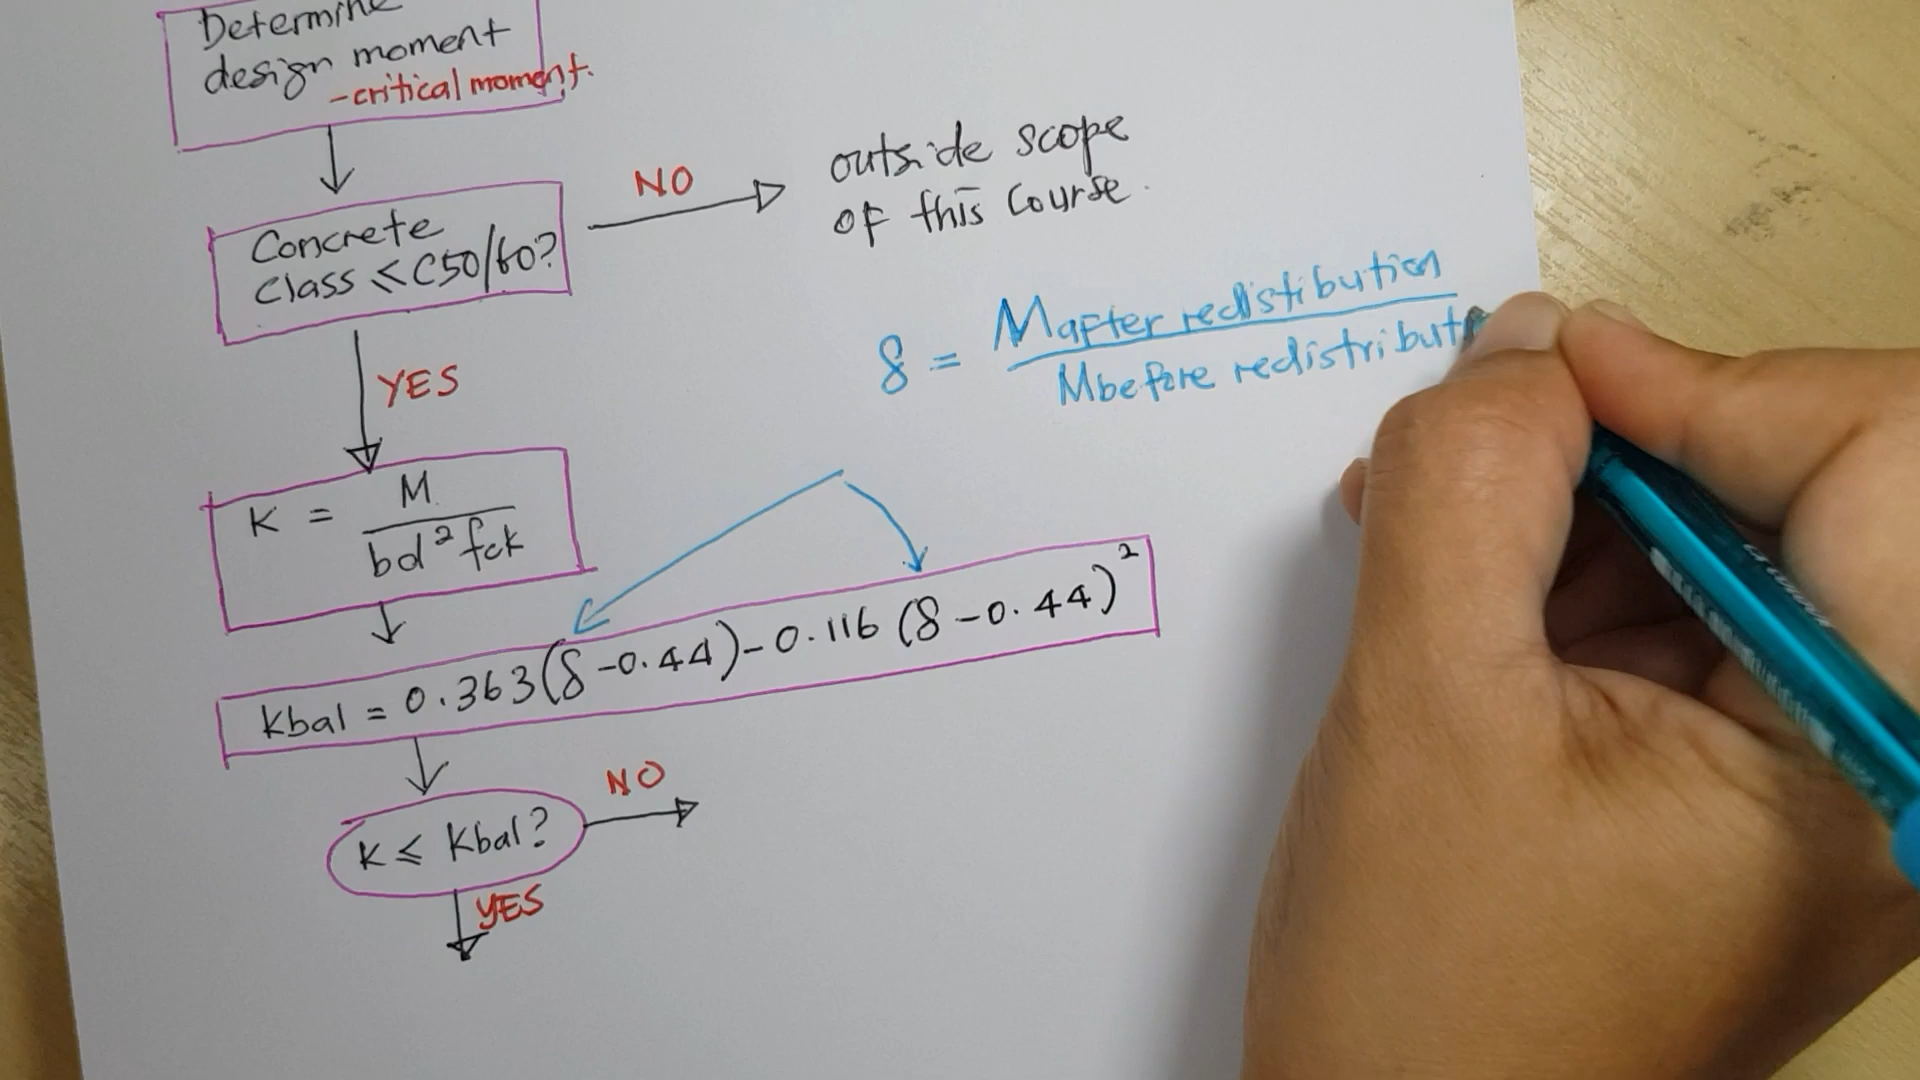 Determine
design moment
-critical moment.
Concrete
class ≤ C50/60?
NO
outside scope
of this course.
YES
δ = Mafter redistibution
Mbefore redistribut
K = M
bd²fck
Kbal = 0.363(δ-0.44)-0.116(δ-0.44)²
K ≤ Kbal?
NO
YES